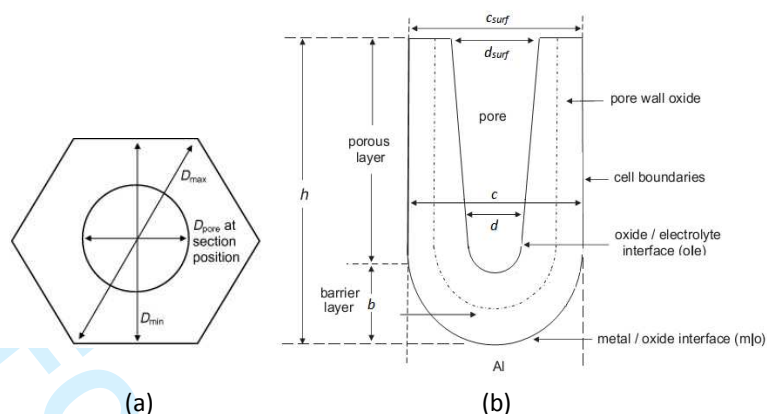 D_max
D_pore at
section
position
D_min
(a)
c_surf
d_surf
pore
pore wall oxide
porous
layer
h
cell boundaries
c
d
oxide / electrolyte
interface (ole)
barrier
layer
b
metal / oxide interface (m|o)
Al
(b)